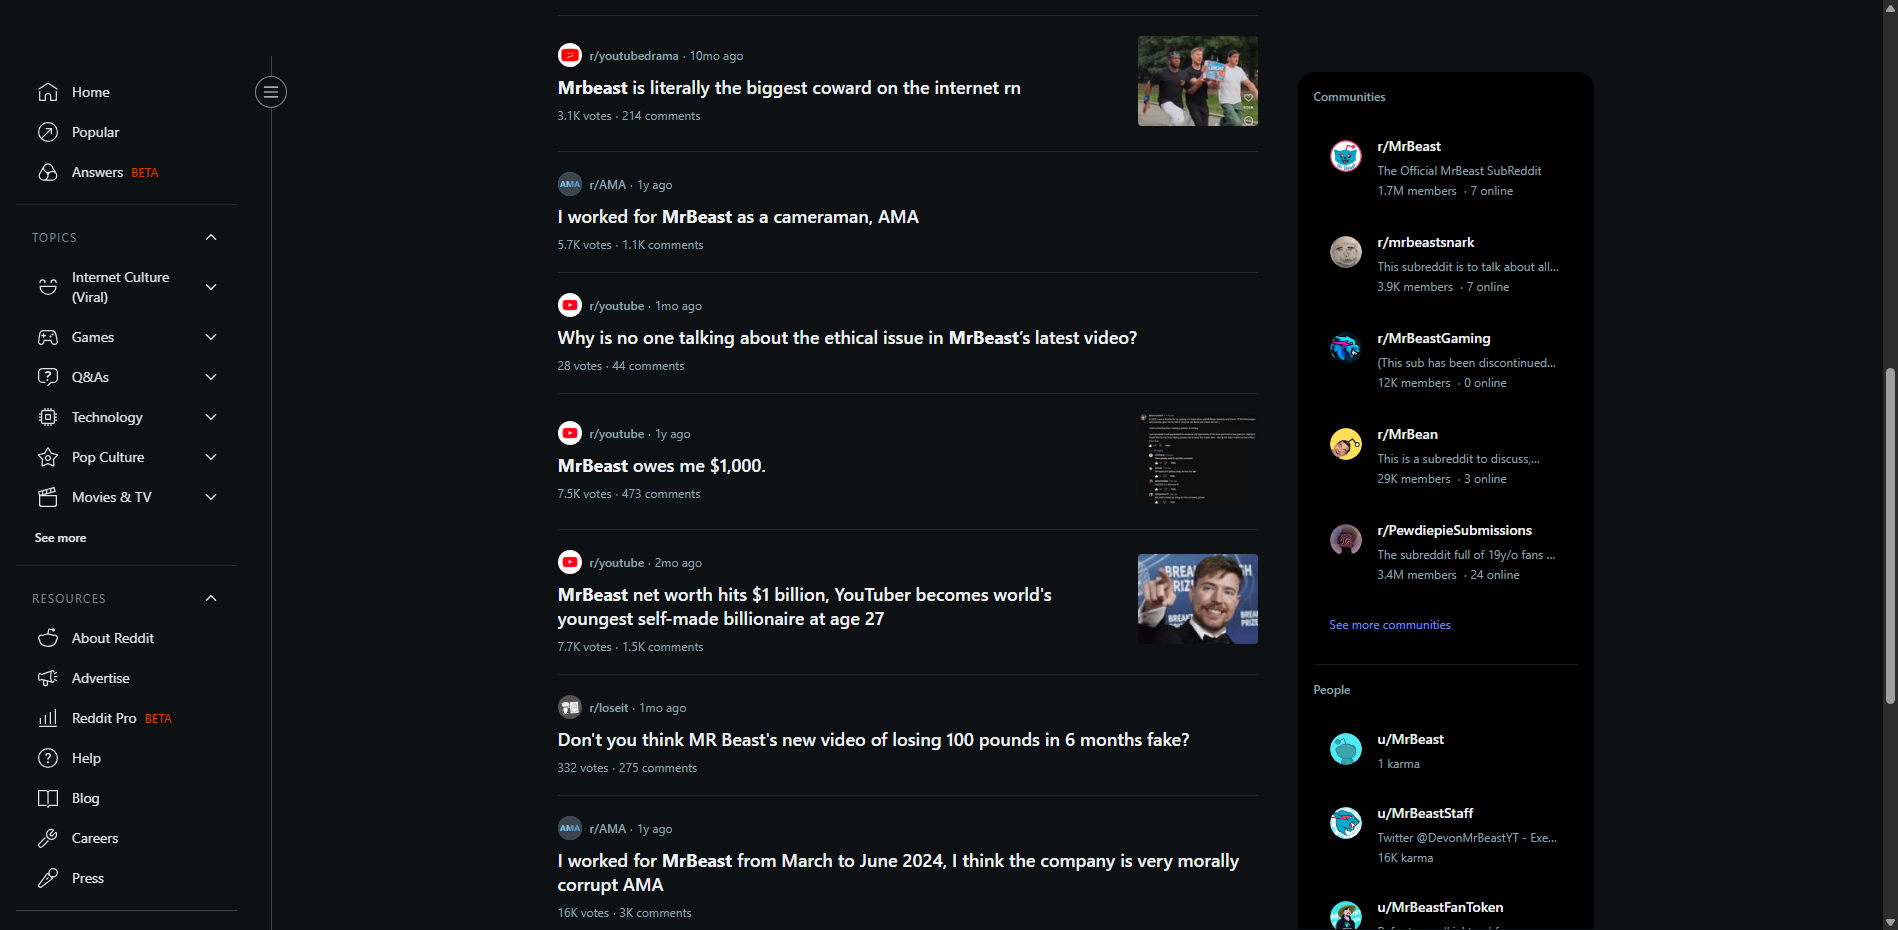 Home
Popular
Answers BETA
TOPICS
Internet Culture
(Viral)
Games
Q&As
Technology
Pop Culture
Movies & TV
See more
RESOURCES
About Reddit
Advertise
Reddit Pro BETA
Help
Blog
Careers
Press
r/youtubedrama · 10mo ago
Mrbeast is literally the biggest coward on the internet rn
3.1K votes · 214 comments
AMA r/AMA · 1y ago
I worked for MrBeast as a cameraman, AMA
5.7K votes · 1.1K comments
r/youtube · 1mo ago
Why is no one talking about the ethical issue in MrBeast's latest video?
28 votes · 44 comments
r/youtube · 1y ago
MrBeast owes me $1,000.
7.5K votes · 473 comments
r/youtube · 2mo ago
MrBeast net worth hits $1 billion, YouTuber becomes world's
youngest self-made billionaire at age 27
7.7K votes · 1.5K comments
r/loseit · 1mo ago
Don't you think MR Beast's new video of losing 100 pounds in 6 months fake?
332 votes · 275 comments
AMA r/AMA · 1y ago
I worked for MrBeast from March to June 2024, I think the company is very morally
corrupt AMA
16K votes · 3K comments
Communities
r/MrBeast
The Official MrBeast SubReddit
1.7M members · 7 online
r/mrbeastsnark
This subreddit is to talk about all...
3.9K members · 7 online
r/MrBeastGaming
(This sub has been discontinued...
12K members · 0 online
r/MrBean
This is a subreddit to discuss,...
29K members · 3 online
r/PewdiepieSubmissions
The subreddit full of 19y/o fans ...
3.4M members · 24 online
See more communities
People
u/MrBeast
1 karma
u/MrBeastStaff
Twitter @DevonMrBeastYT - Exe...
16K karma
u/MrBeastFanToken